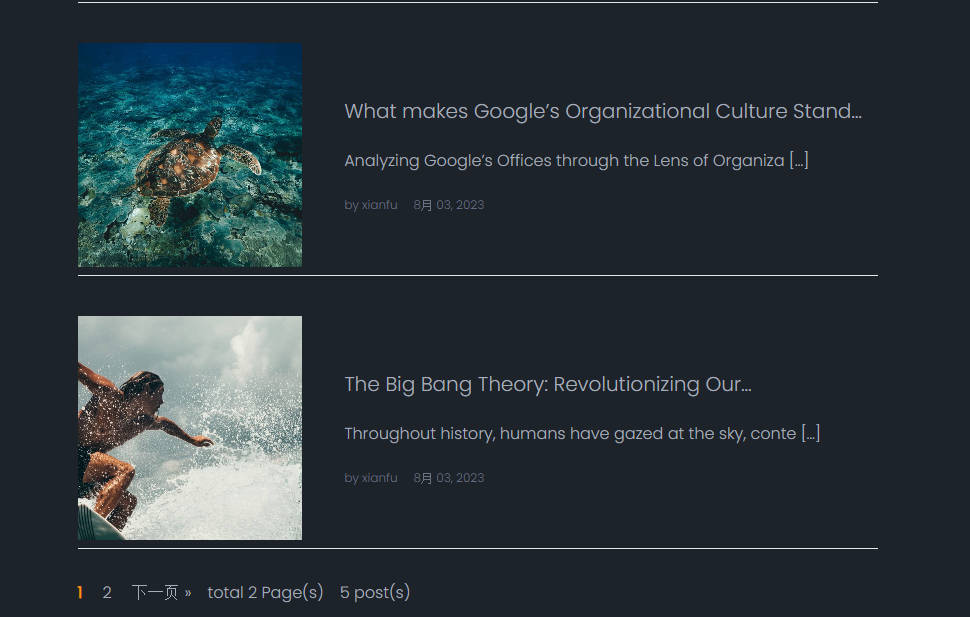 What makes Google’s Organizational Culture Stand...
Analyzing Google’s Offices through the Lens of Organiza [...]
by xianfu 8月 03, 2023
The Big Bang Theory: Revolutionizing Our...
Throughout history, humans have gazed at the sky, conte [...]
by xianfu 8月 03, 2023
1 2 下一页 » total 2 Page(s) 5 post(s)